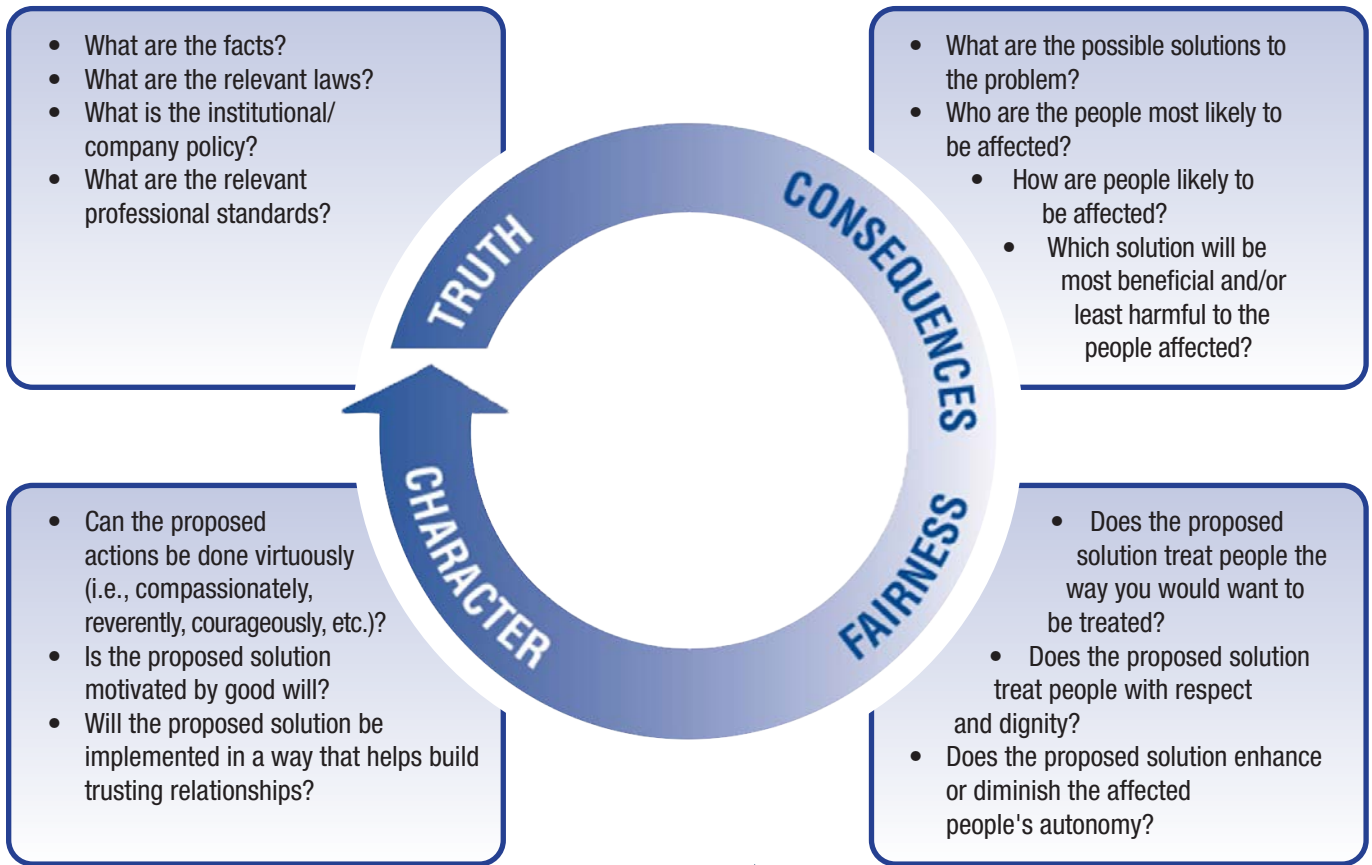 • What are the facts?
• What are the relevant laws?
• What is the institutional/
company policy?
• What are the relevant
professional standards?
TRUTH
CONSEQUENCES
• What are the possible solutions to
the problem?
• Who are the people most likely to
be affected?
• How are people likely to
be affected?
• Which solution will be
most beneficial and/or
least harmful to the
people affected?
FAIRNESS
• Does the proposed
solution treat people the
way you would want to
be treated?
• Does the proposed solution
treat people with respect
and dignity?
• Does the proposed solution enhance
or diminish the affected
people's autonomy?
CHARACTER
• Can the proposed
actions be done virtuously
(i.e., compassionately,
reverently, courageously, etc.)?
• Is the proposed solution
motivated by good will?
• Will the proposed solution be
implemented in a way that helps build
trusting relationships?